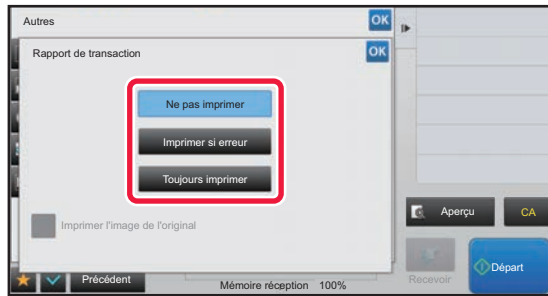 Autres
OK
Rapport de transaction
OK
Ne pas imprimer
Imprimer si erreur
Toujours imprimer
Imprimer l'image de l'original
Aperçu
CA
Précédent
Mémoire réception 100%
Recevoir
Départ